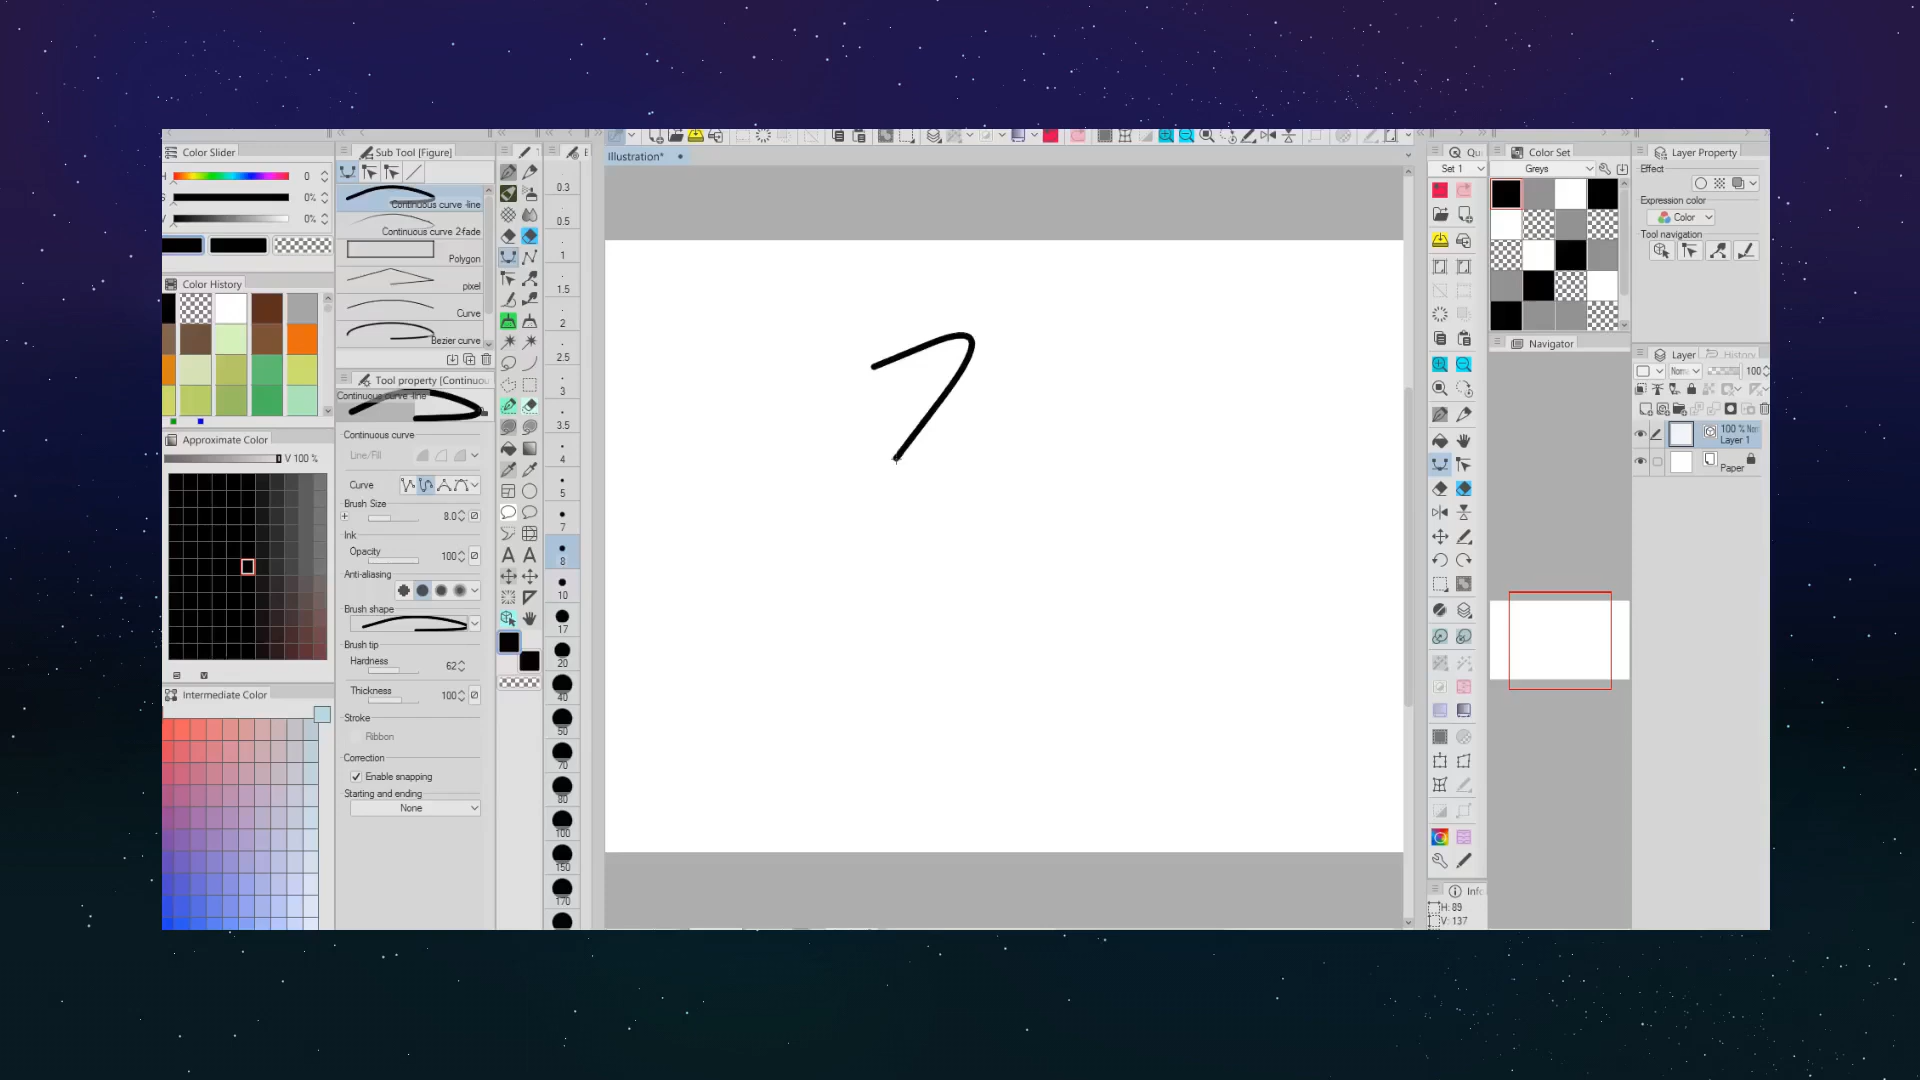 Color Slider
H 0
S 0%
V 0%
Color History
Approximate Color
V 100 %
Intermediate Color
Sub Tool [Figure]
Continuous curve -line
Continuous curve 2-fade
Polygon
pixel
Curve
Bezier curve
Tool property [Continuou
Continuous curve -line
Continuous curve
Line/Fill
Curve
Brush Size
8.0
Ink
Opacity 100
Anti-aliasing
Brush shape
Brush tip
Hardness 62
Thickness 100
Stroke
Ribbon
Correction
Enable snapping
Starting and ending
None
0.3
0.5
1
1.5
2
2.5
3
3.5
4
5
7
8
10
17
20
40
50
70
80
100
150
170
Illustration*
Qu
Set 1
Info
H: 89
V: 137
Color Set
Greys
Navigator
Layer Property
Effect
Expression color
Color
Tool navigation
Layer
History
100
100 %
Layer 1
Paper